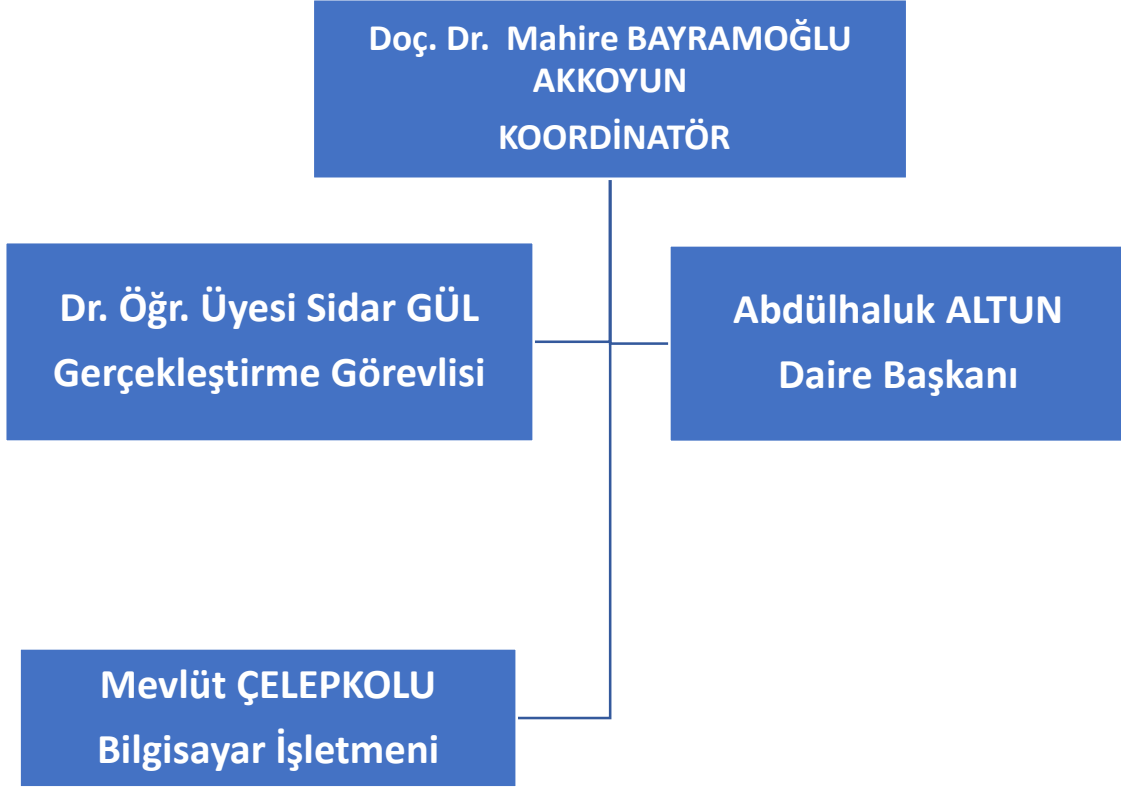 Doç. Dr. Mahire BAYRAMOĞLU
AKKOYUN
KOORDİNATÖR
Dr. Öğr. Üyesi Sidar GÜL
Gerçekleştirme Görevlisi
Abdülhaluk ALTUN
Daire Başkanı
Mevlüt ÇELEPKOLU
Bilgisayar İşletmeni